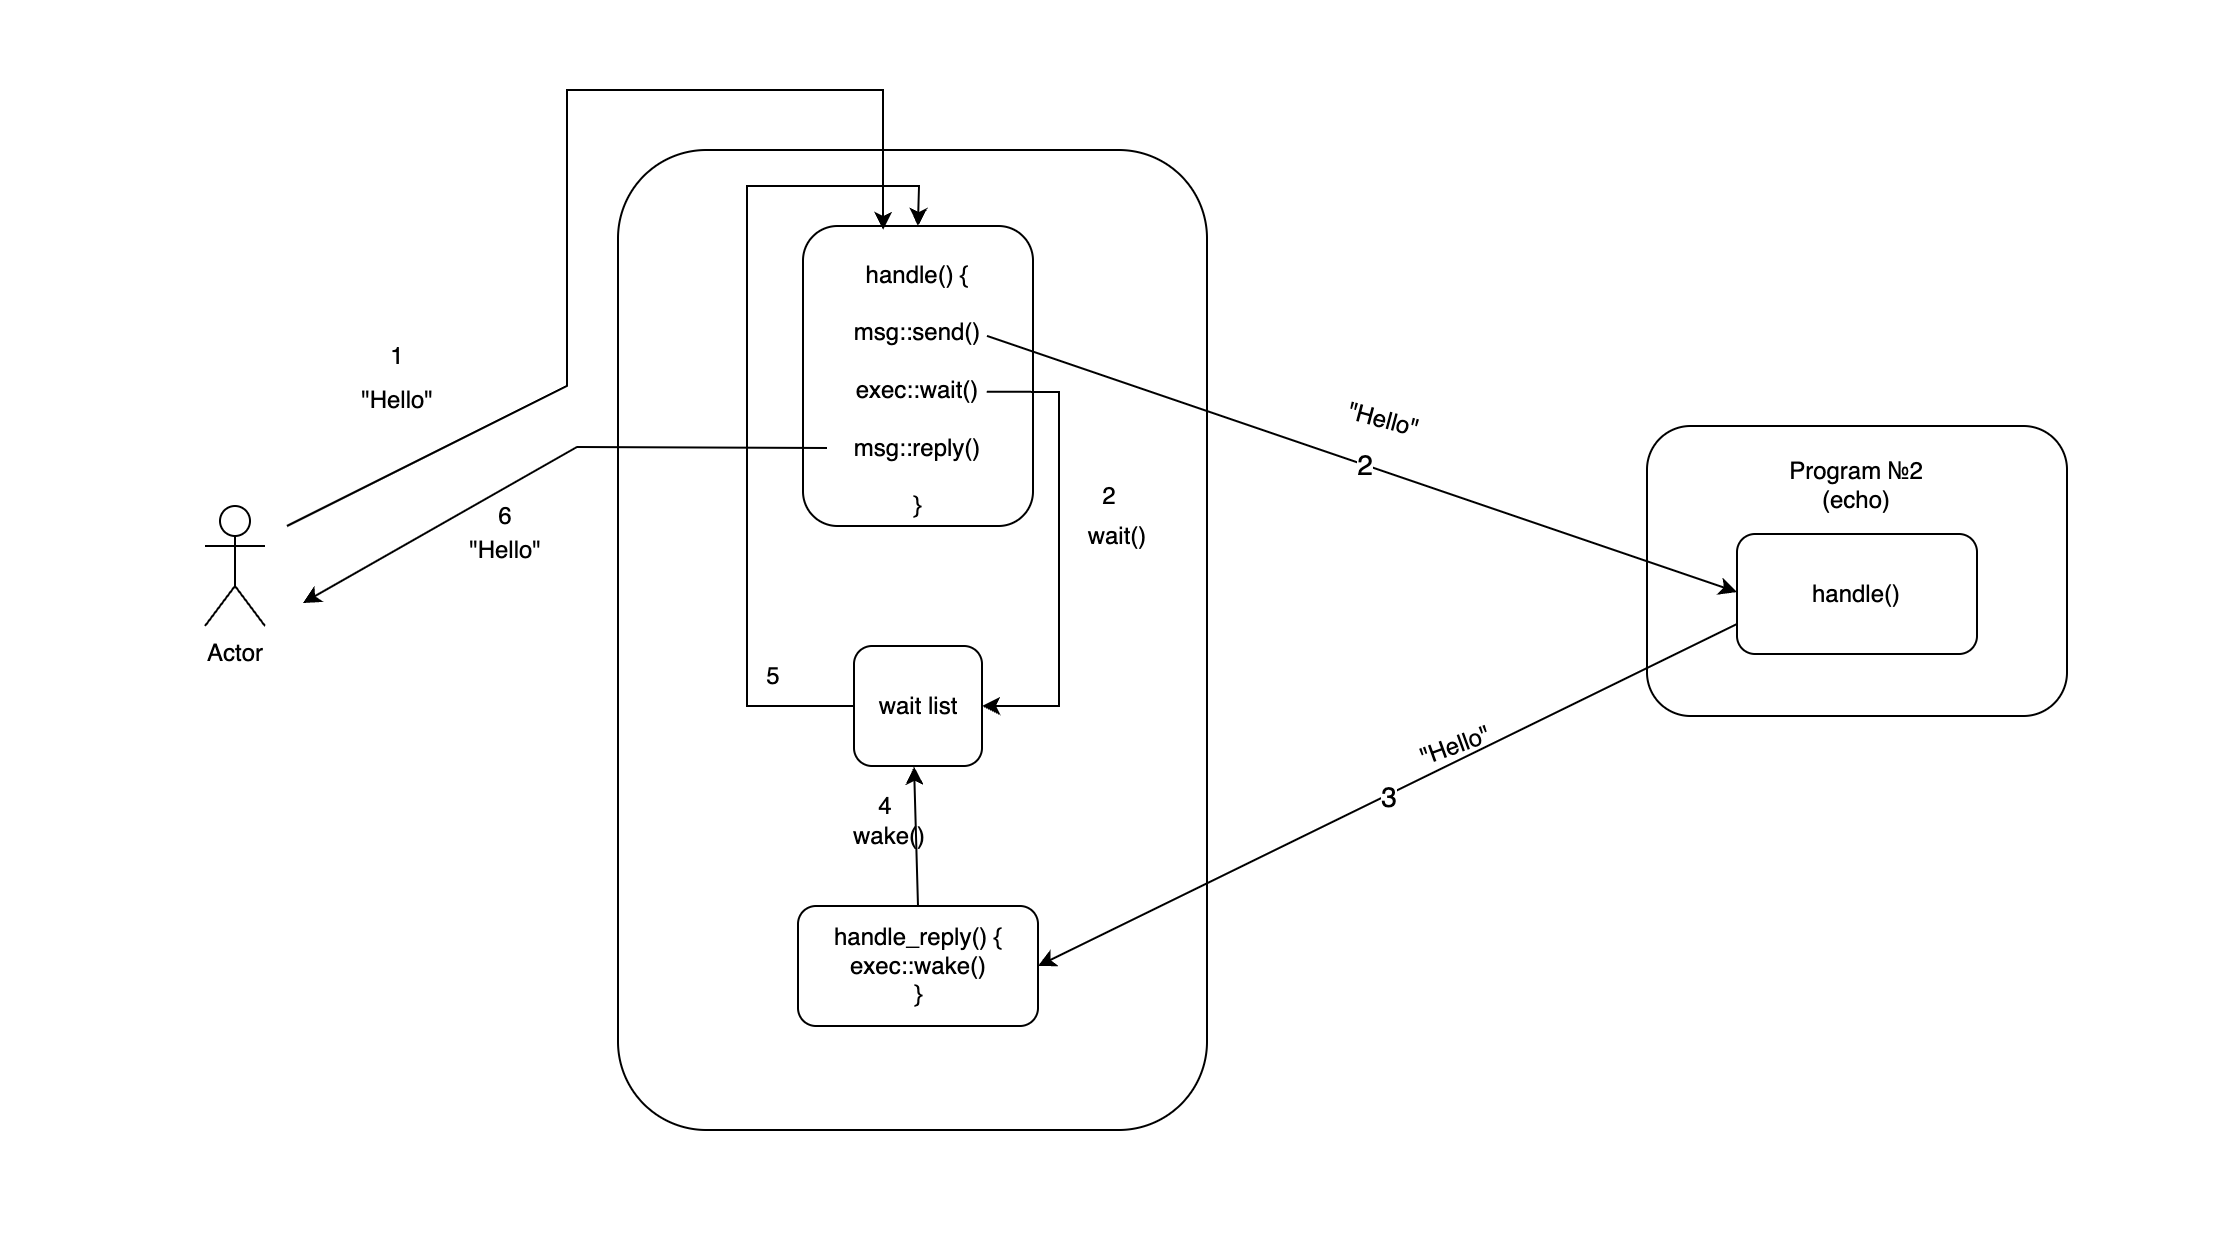 1
"Hello"
handle() {
msg::send()
exec::wait()
msg::reply()
}
"Hello"
2
2
wait()
6
"Hello"
Actor
Program №2
(echo)
handle()
5
wait list
"Hello"
3
4
wake()
handle_reply() {
exec::wake()
}